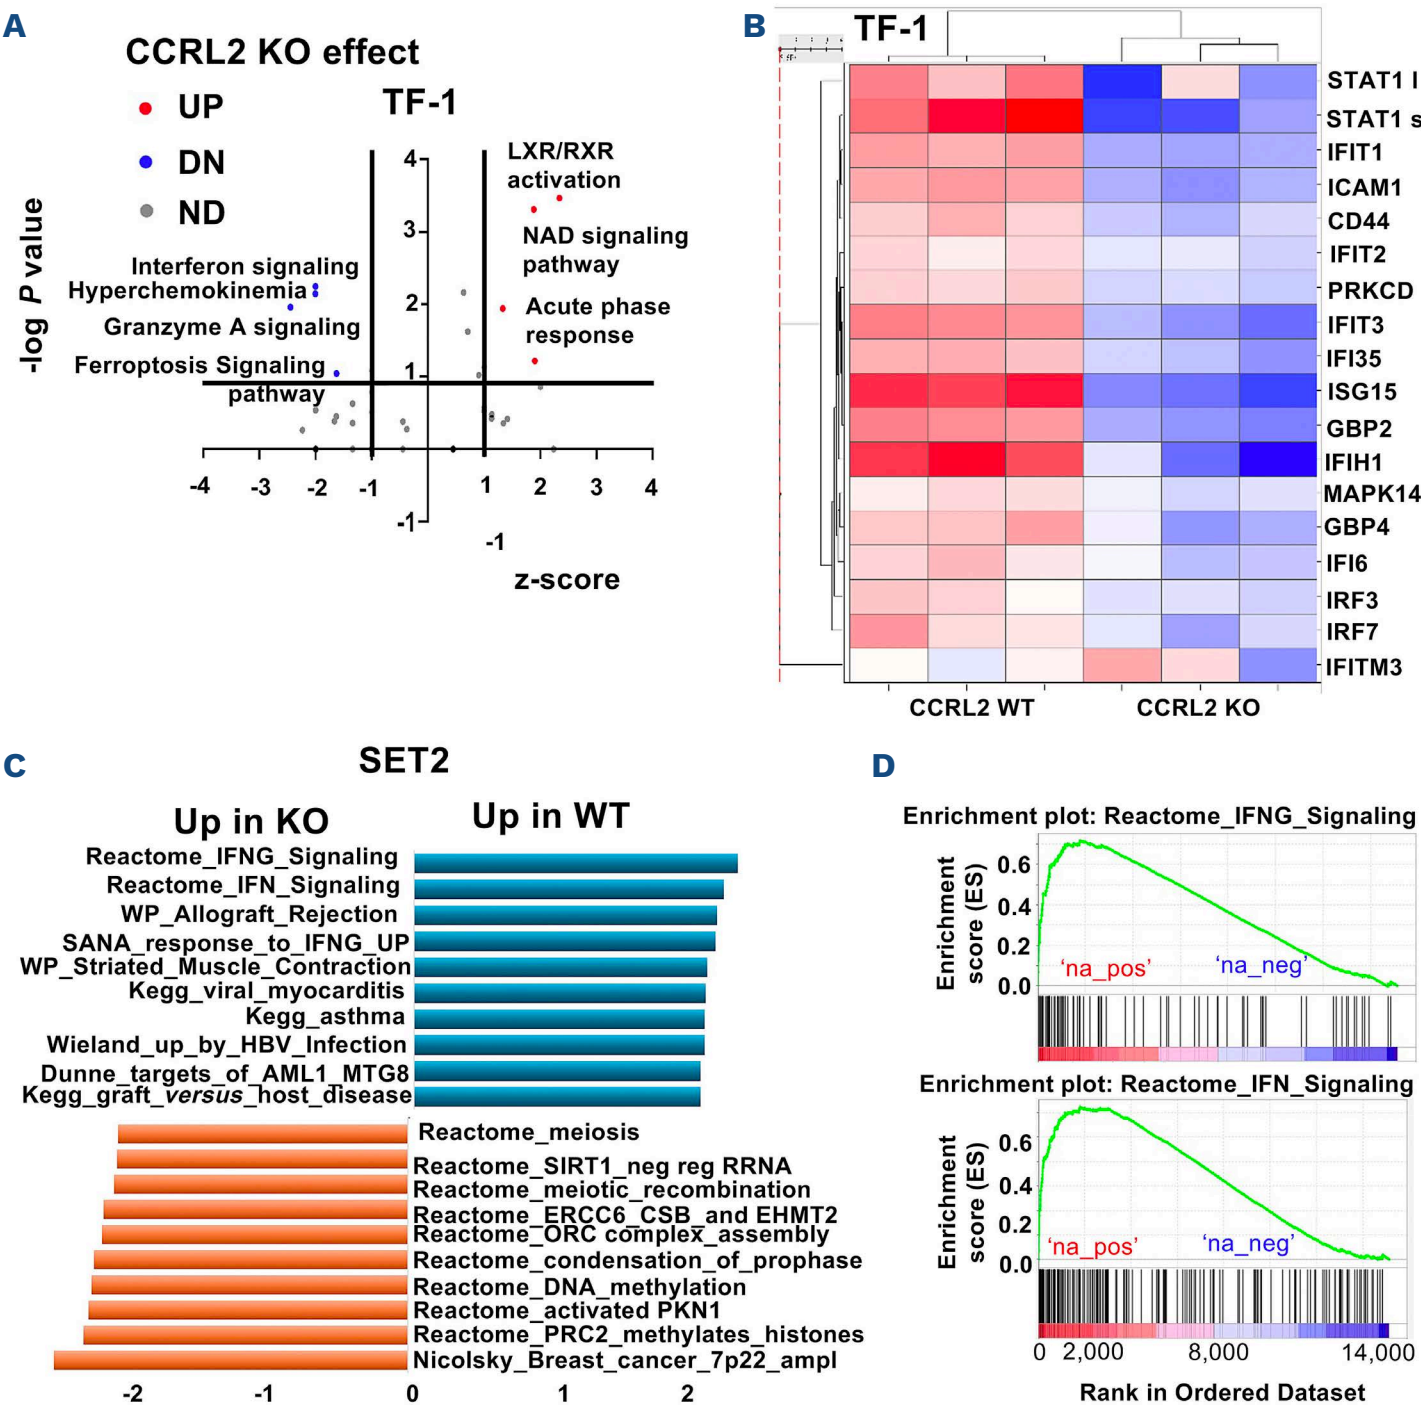 A
CCRL2 KO effect
UP
DN
ND
TF-1
-log P value
4
3
2
1
-1
LXR/RXR
activation
NAD signaling
pathway
Acute phase
response
Interferon signaling
Hyperchemokinemia
Granzyme A signaling
Ferroptosis Signaling
pathway
-4 -3 -2 -1 1 2 3 4
-1
z-score
B
TF-1
STAT1 l
STAT1 s
IFIT1
ICAM1
CD44
IFIT2
PRKCD
IFIT3
IFI35
ISG15
GBP2
IFIH1
MAPK14
GBP4
IFI6
IRF3
IRF7
IFITM3
CCRL2 WT CCRL2 KO
C
SET2
Up in KO Up in WT
Reactome_IFNG_Signaling
Reactome_IFN_Signaling
WP_Allograft_Rejection
SANA_response_to_IFNG_UP
WP_Striated_Muscle_Contraction
Kegg_viral_myocarditis
Kegg_asthma
Wieland_up_by_HBV_Infection
Dunne_targets_of_AML1_MTG8
Kegg_graft_versus_host_disease
Reactome_meiosis
Reactome_SIRT1_neg reg RRNA
Reactome_meiotic_recombination
Reactome_ERCC6_CSB_and EHMT2
Reactome_ORC complex_assembly
Reactome_condensation_of_prophase
Reactome_DNA_methylation
Reactome_activated PKN1
Reactome_PRC2_methylates_histones
Nicolsky_Breast_cancer_7p22_ampl
-2 -1 0 1 2
D
Enrichment plot: Reactome_IFNG_Signaling
Enrichment
score (ES)
0.6
0.4
0.2
0.0
‘na_pos’ ‘na_neg’
Enrichment plot: Reactome_IFN_Signaling
Enrichment
score (ES)
0.6
0.4
0.2
0.0
‘na_pos’ ‘na_neg’
0 2,000 8,000 14,000
Rank in Ordered Dataset